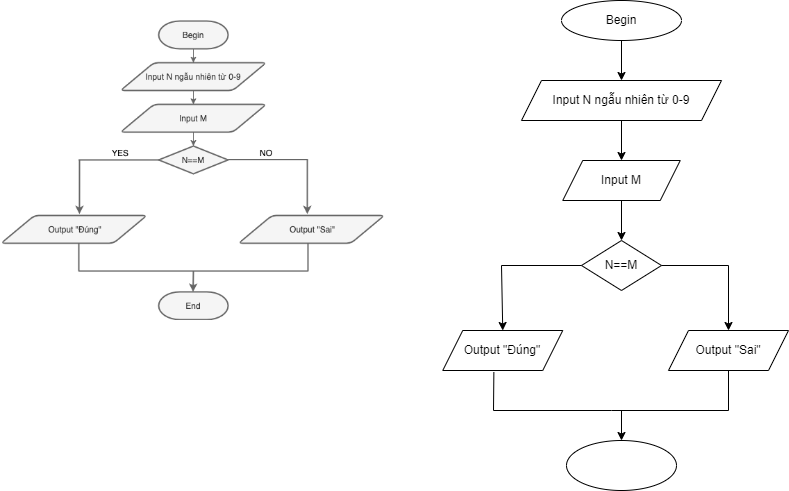 Begin
Input N ngẫu nhiên từ 0-9
Input M
N==M
YES
NO
Output "Đúng"
Output "Sai"
End
Begin
Input N ngẫu nhiên từ 0-9
Input M
N==M
Output "Đúng"
Output "Sai"